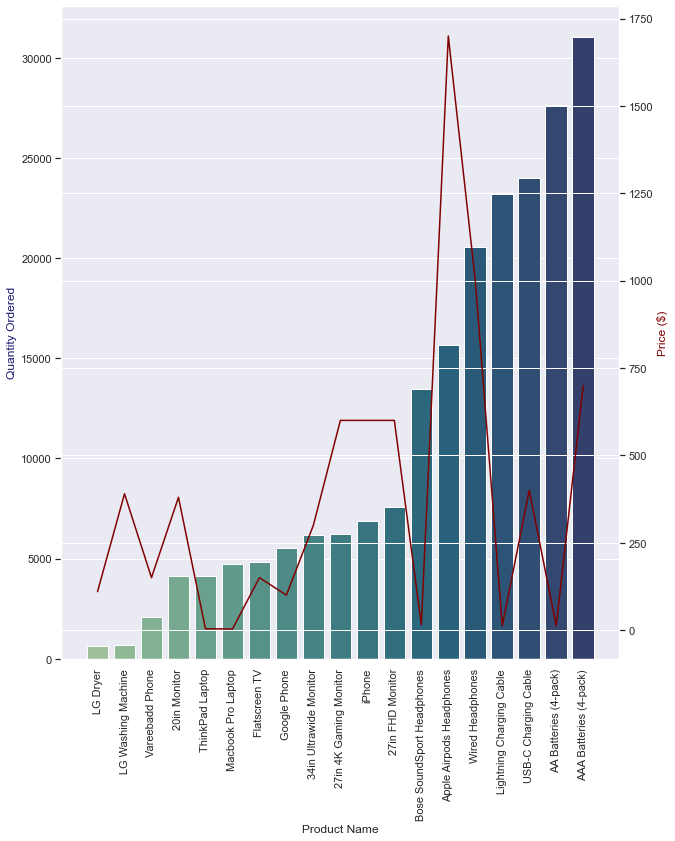 1750
30000
1500
25000
1250
20000
1000
15000
750
10000
500
5000
250
0
0
Quantity Ordered
Price ($)
LG Dryer
LG Washing Machine
Vareebadd Phone
20in Monitor
ThinkPad Laptop
Macbook Pro Laptop
Flatscreen TV
Google Phone
34in Ultrawide Monitor
27in 4K Gaming Monitor
iPhone
27in FHD Monitor
Bose SoundSport Headphones
Apple Airpods Headphones
Wired Headphones
Lightning Charging Cable
USB-C Charging Cable
AA Batteries (4-pack)
AAA Batteries (4-pack)
Product Name